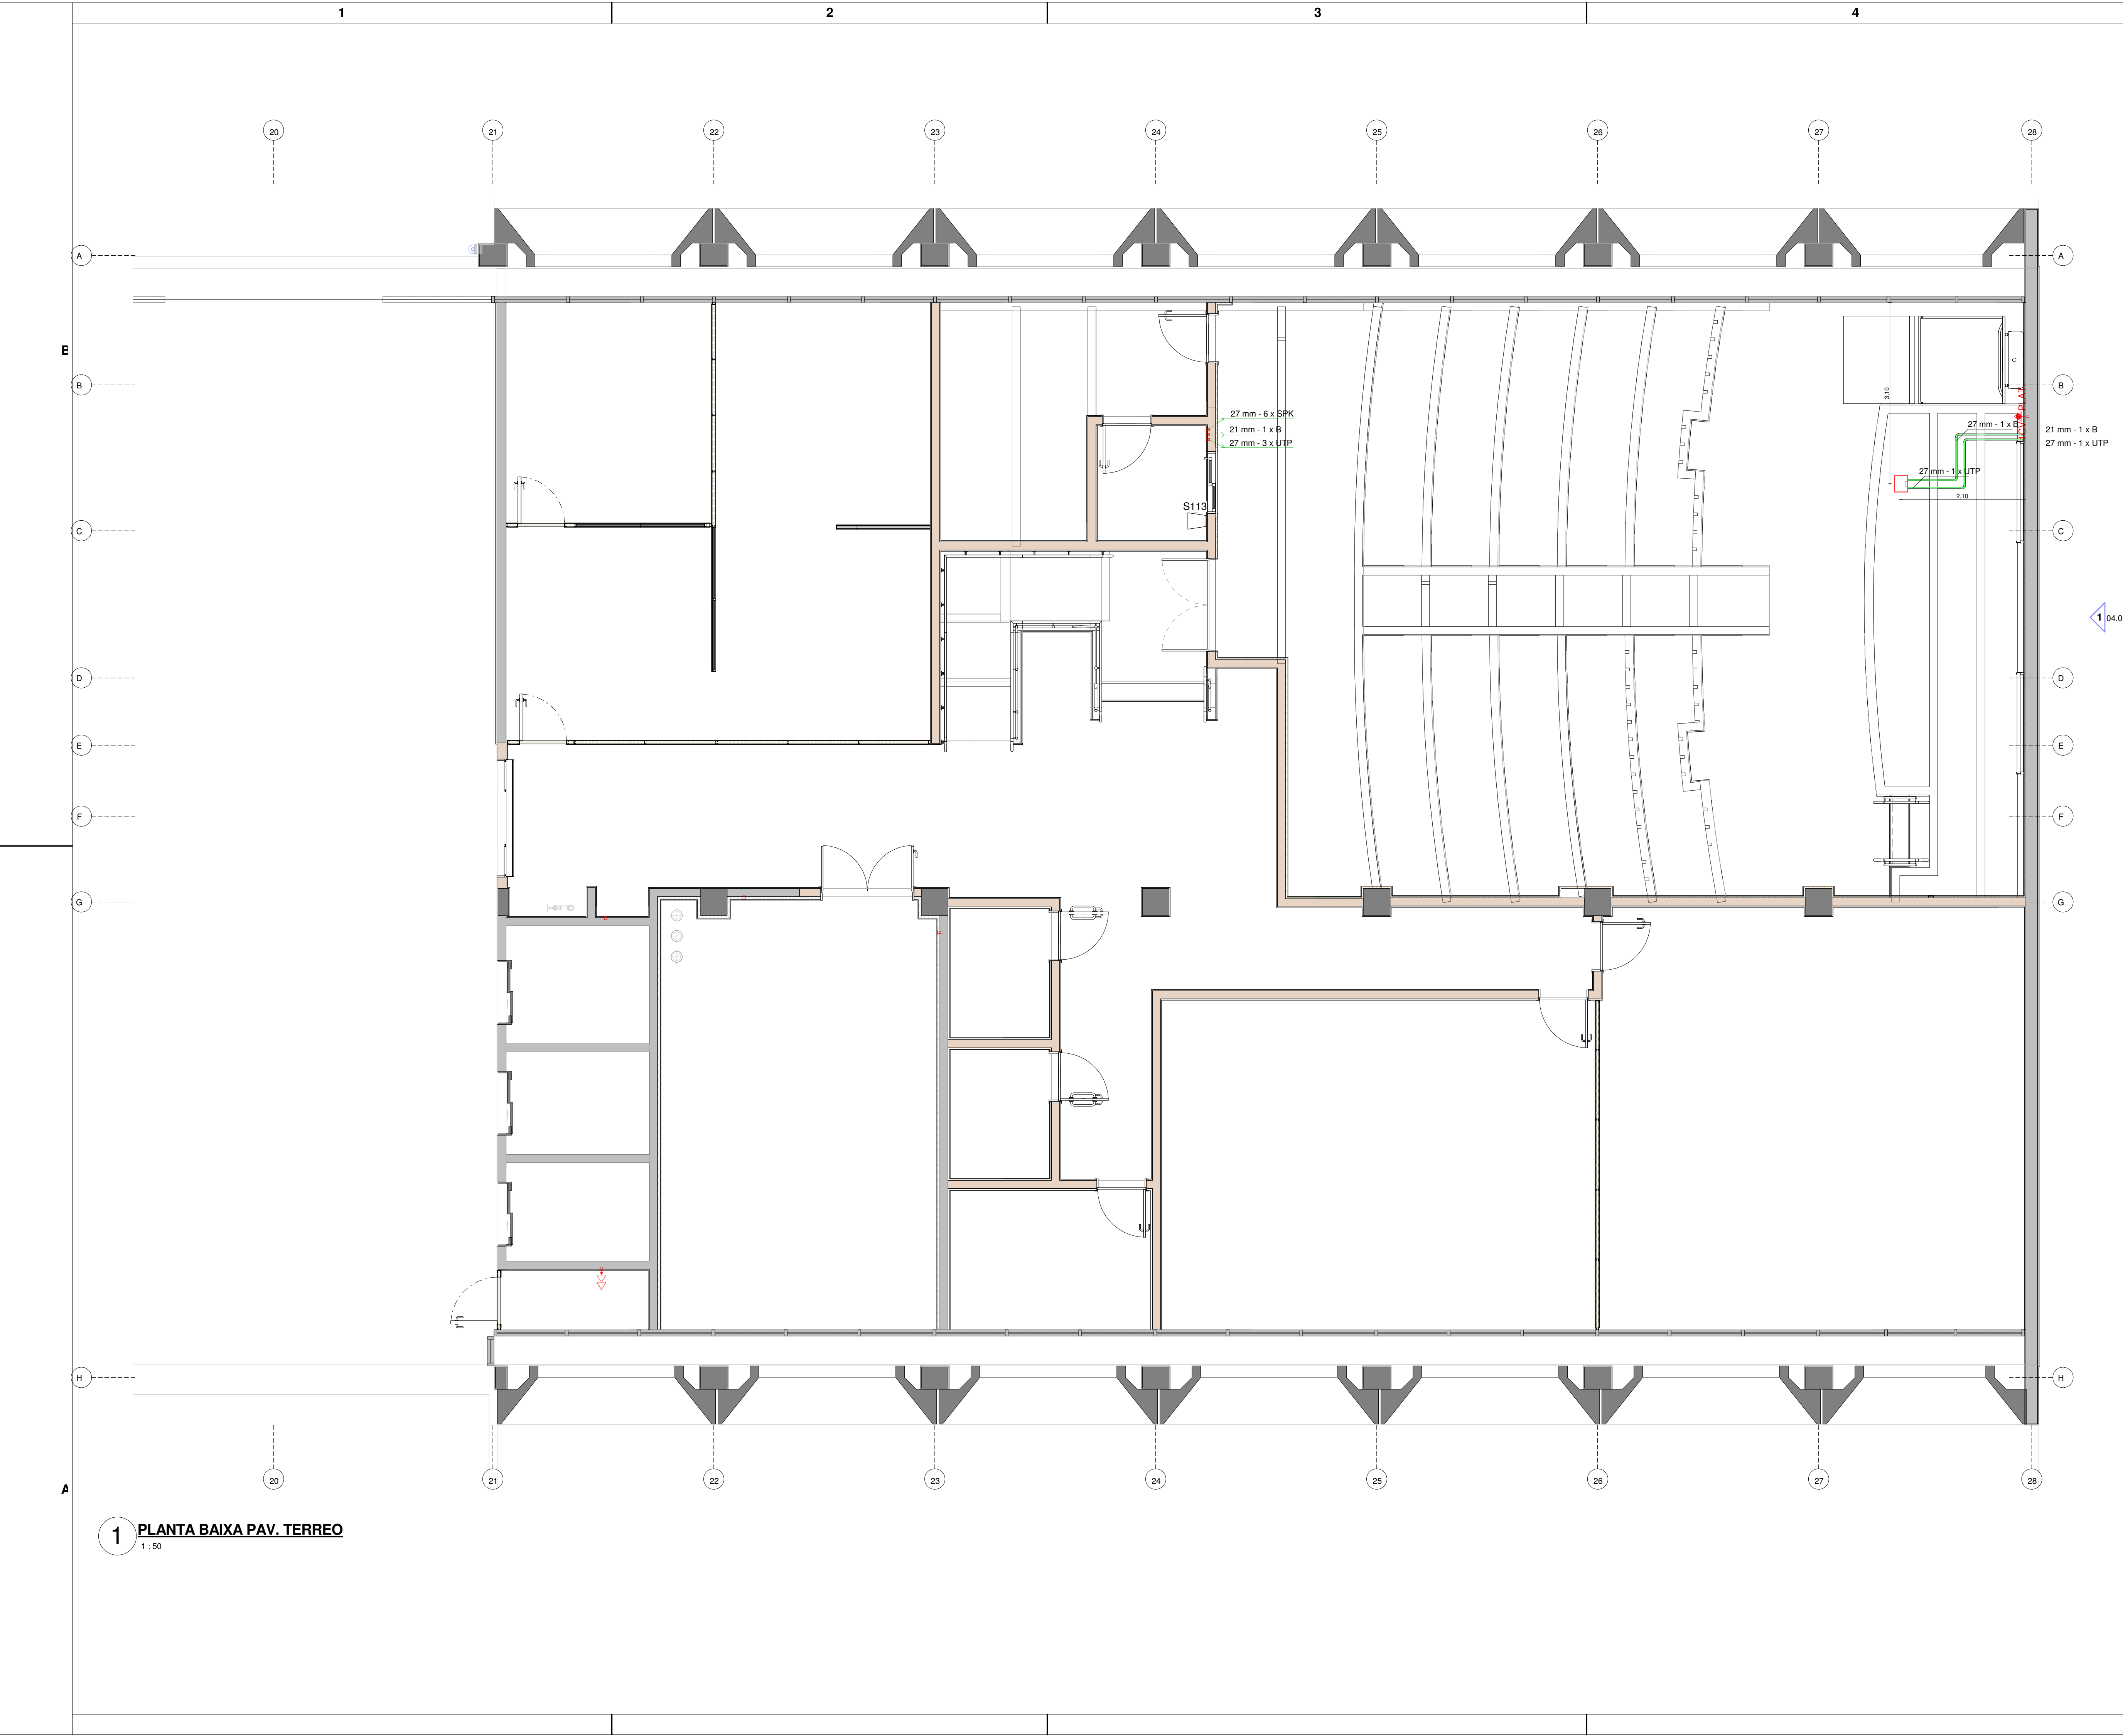 1 2 3 4
20 21 22 23 24 25 26 27 28
A A
B
B B
3,10
27 mm - 6 x SPK
21 mm - 1 x B
27 mm - 3 x UTP
27 mm - 1 x B
21 mm - 1 x B
27 mm - 1 x UTP
27 mm - 1 x UTP
2,10
S113
C C
1 04.0
D D
E E
F F
G G
H H
20 21 22 23 24 25 26 27 28
A
1 PLANTA BAIXA PAV. TERREO
1 : 50